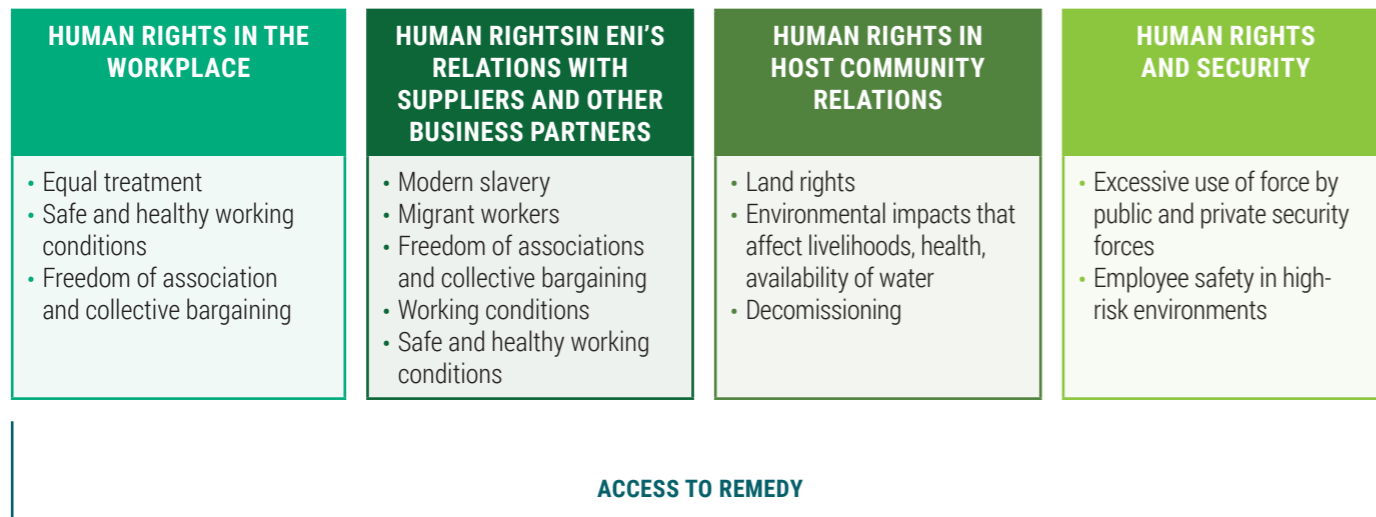 HUMAN RIGHTS IN THE
WORKPLACE
• Equal treatment
• Safe and healthy working
conditions
• Freedom of association
and collective bargaining
HUMAN RIGHTSIN ENI’S
RELATIONS WITH
SUPPLIERS AND OTHER
BUSINESS PARTNERS
• Modern slavery
• Migrant workers
• Freedom of associations
and collective bargaining
• Working conditions
• Safe and healthy working
conditions
HUMAN RIGHTS IN
HOST COMMUNITY
RELATIONS
• Land rights
• Environmental impacts that
affect livelihoods, health,
availability of water
• Decomissioning
HUMAN RIGHTS
AND SECURITY
• Excessive use of force by
public and private security
forces
• Employee safety in high-
risk environments
ACCESS TO REMEDY